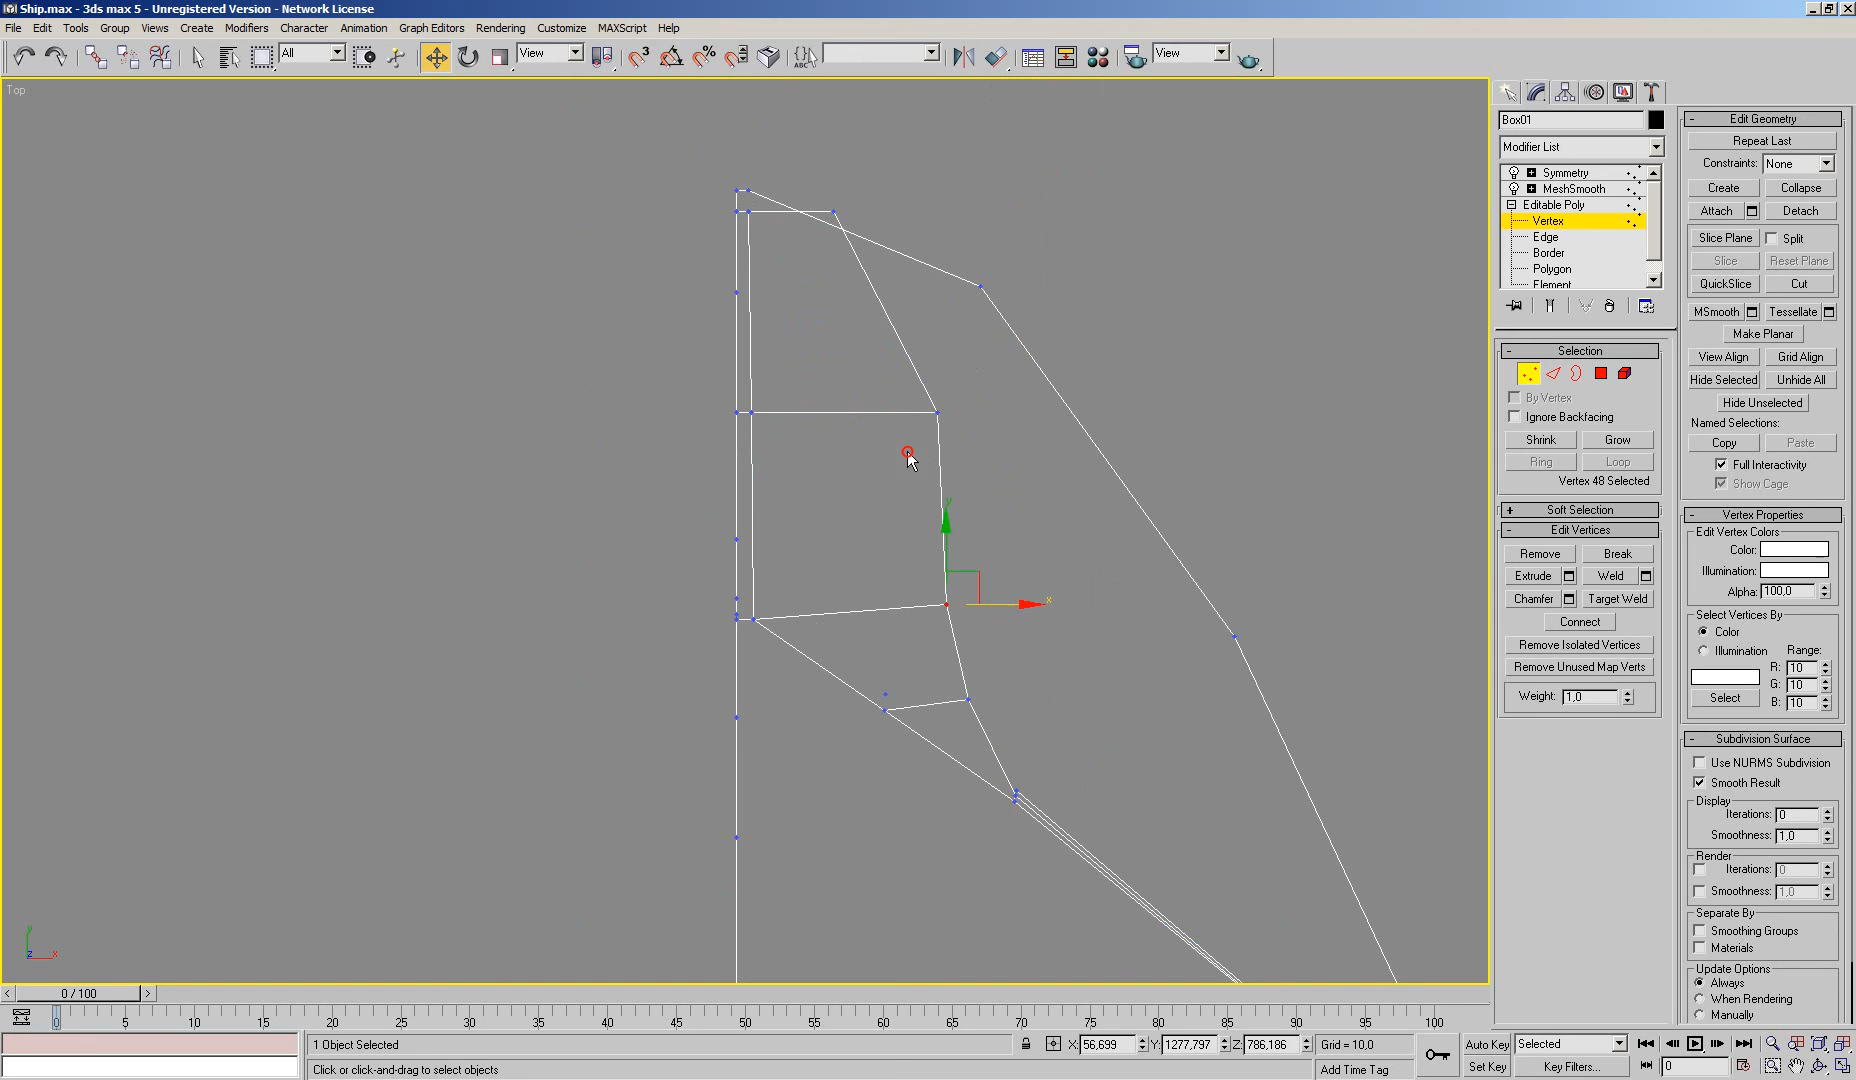 Ship.max - 3ds max 5 - Unregistered Version - Network License
File Edit Tools Group Views Create Modifiers Character Animation Graph Editors Rendering Customize MAXScript Help
All View 3 % ABC View
Top
y
x
y
z x
Box01
Modifier List
Symmetry
MeshSmooth
Editable Poly
Vertex
Edge
Border
Polygon
Element
- Selection
By Vertex
Ignore Backfacing
Shrink Grow
Ring Loop
Vertex 48 Selected
+ Soft Selection
- Edit Vertices
Remove Break
Extrude Weld
Chamfer Target Weld
Connect
Remove Isolated Vertices
Remove Unused Map Verts
Weight: 1,0
- Edit Geometry
Repeat Last
Constraints: None
Create Collapse
Attach Detach
Slice Plane Split
Slice Reset Plane
QuickSlice Cut
MSmooth Tessellate
Make Planar
View Align Grid Align
Hide Selected Unhide All
Hide Unselected
Named Selections:
Copy Paste
Full Interactivity
Show Cage
- Vertex Properties
Edit Vertex Colors
Color:
Illumination:
Alpha: 100,0
Select Vertices By
Color
Illumination Range:
R: 10
G: 10
Select B: 10
- Subdivision Surface
Use NURMS Subdivision
Smooth Result
Display
Iterations: 0
Smoothness: 1,0
Render
Iterations: 0
Smoothness: 1,0
Separate By
Smoothing Groups
Materials
Update Options
Always
When Rendering
Manually
< 0 / 100 >
0 5 10 15 20 25 30 35 40 45 50 55 60 65 70 75 80 85 90 95 100
1 Object Selected X: 56,699 Y: 1277,797 Z: 786,186 Grid = 10,0 Auto Key Selected
Click or click-and-drag to select objects Add Time Tag Set Key Key Filters... 0